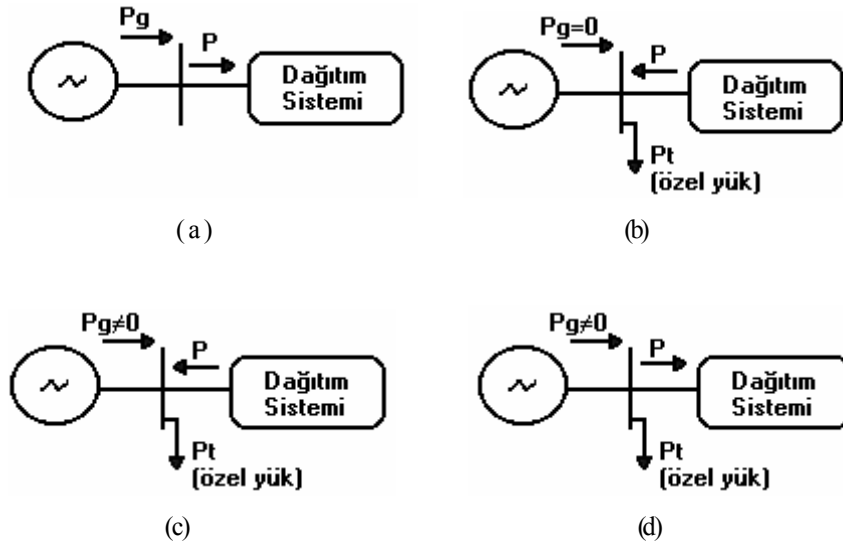 Pg
P
Dağıtım
Sistemi
(a)
Pg=0
P
Dağıtım
Sistemi
Pt
(özel yük)
(b)
Pg≠0
P
Dağıtım
Sistemi
Pt
(özel yük)
(c)
Pg≠0
P
Dağıtım
Sistemi
Pt
(özel yük)
(d)